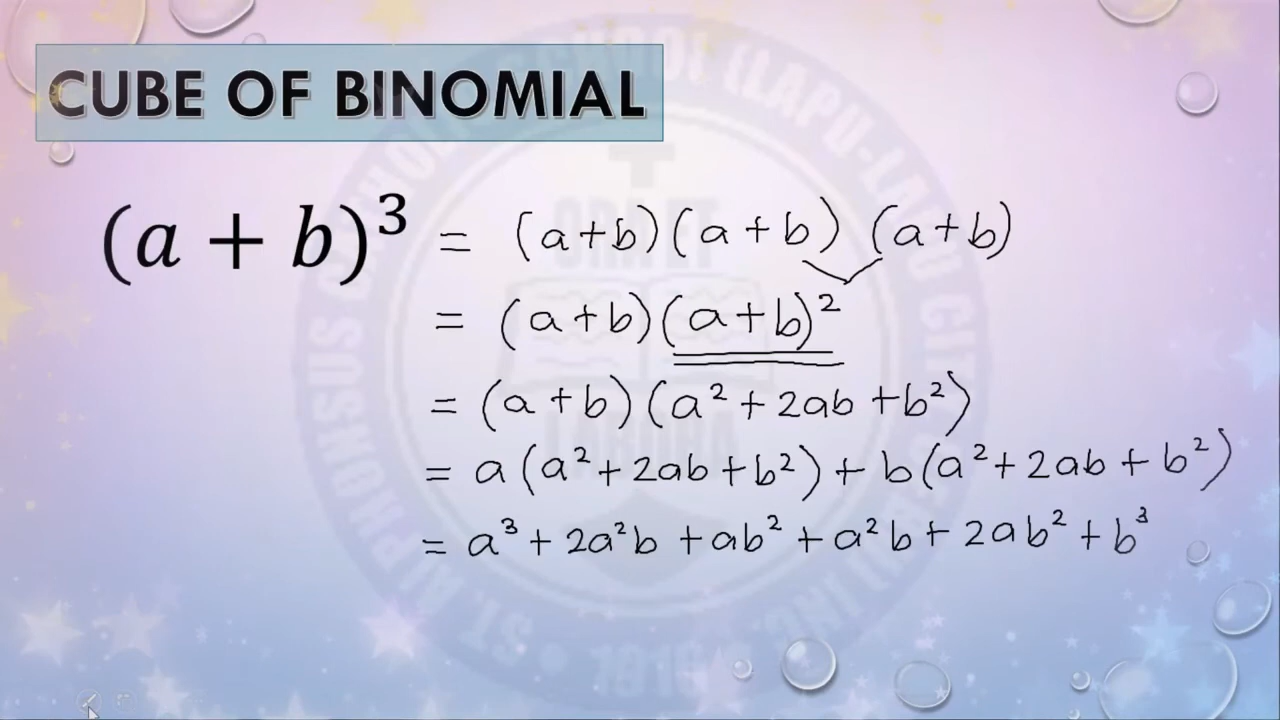 CUBE OF BINOMIAL
(a + b)³ = (a+b)(a+b)(a+b)
= (a+b)(a+b)²
= (a+b)(a²+2ab+b²)
= a(a²+2ab+b²)+b(a²+2ab+b²)
= a³+2a²b+ab²+a²b+2ab²+b³